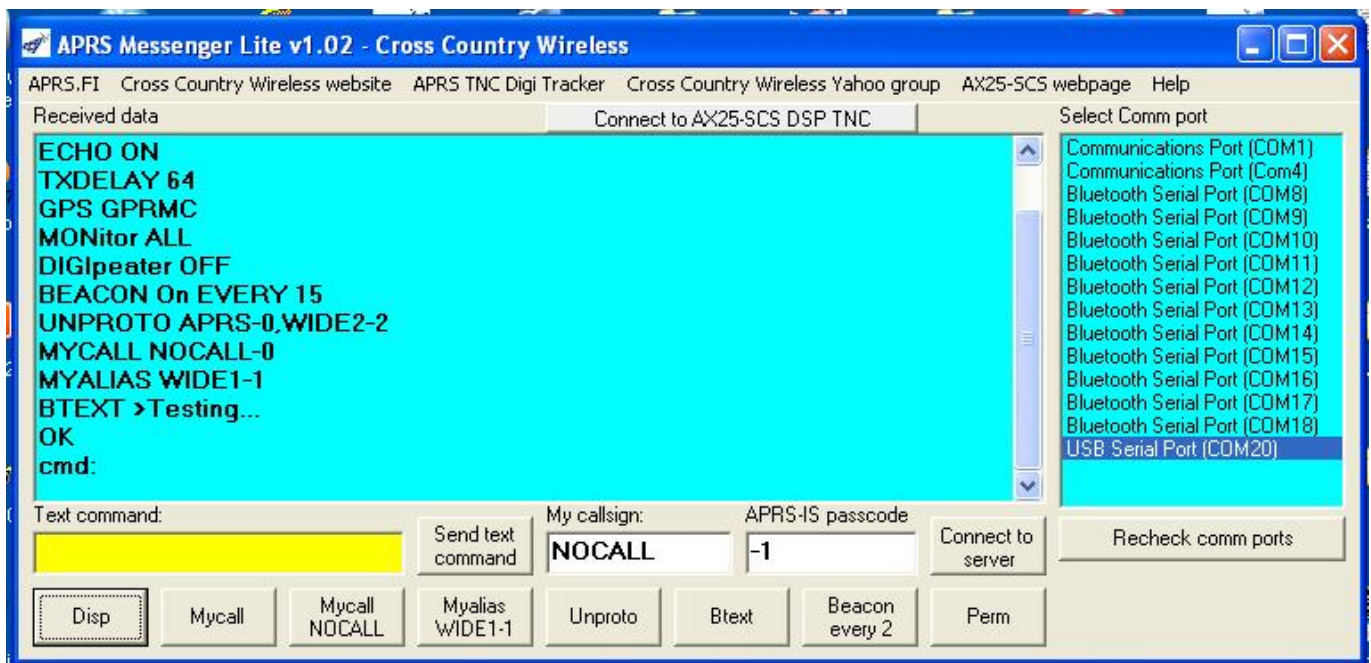 APRS Messenger Lite v1.02 - Cross Country Wireless
APRS.FI Cross Country Wireless website APRS TNC Digi Tracker Cross Country Wireless Yahoo group AX25-SCS webpage Help
Received data
Connect to AX25-SCS DSP TNC
Select Comm port
ECHO ON
TXDELAY 64
GPS GPRMC
MONitor ALL
DIGIpeater OFF
BEACON On EVERY 15
UNPROTO APRS-0,WIDE2-2
MYCALL NOCALL-0
MYALIAS WIDE1-1
BTEXT >Testing...
OK
cmd:
Communications Port (COM1)
Communications Port (Com4)
Bluetooth Serial Port (COM8)
Bluetooth Serial Port (COM9)
Bluetooth Serial Port (COM10)
Bluetooth Serial Port (COM11)
Bluetooth Serial Port (COM12)
Bluetooth Serial Port (COM13)
Bluetooth Serial Port (COM14)
Bluetooth Serial Port (COM15)
Bluetooth Serial Port (COM16)
Bluetooth Serial Port (COM17)
Bluetooth Serial Port (COM18)
USB Serial Port (COM20)
Text command:
Send text
command
My callsign:
NOCALL
APRS-IS passcode
-1
Connect to
server
Recheck comm ports
Disp
Mycall
Mycall
NOCALL
Myalias
WIDE1-1
Unproto
Btext
Beacon
every 2
Perm